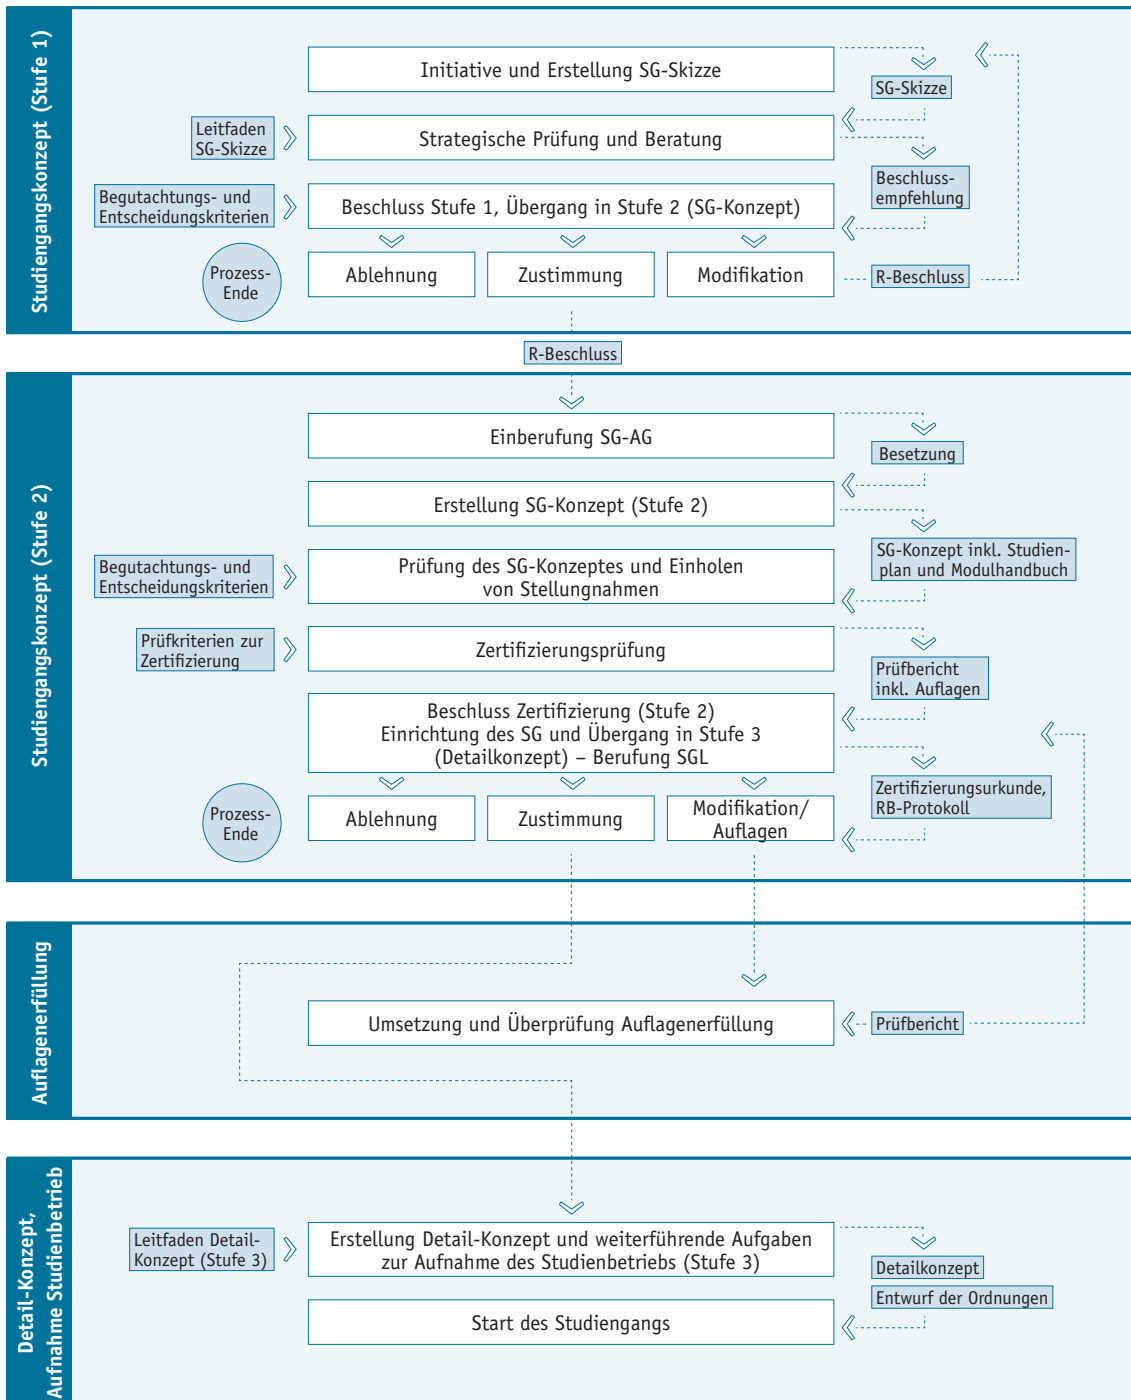 Studiengangskonzept (Stufe 1)
Initiative und Erstellung SG-Skizze
SG-Skizze
Leitfaden
SG-Skizze
Strategische Prüfung und Beratung
Beschluss-
empfehlung
Begutachtungs- und
Entscheidungskriterien
Beschluss Stufe 1, Übergang in Stufe 2 (SG-Konzept)
Prozess-
Ende
Ablehnung
Zustimmung
Modifikation
R-Beschluss
R-Beschluss
Studiengangskonzept (Stufe 2)
Einberufung SG-AG
Besetzung
Erstellung SG-Konzept (Stufe 2)
SG-Konzept inkl. Studien-
plan und Modulhandbuch
Begutachtungs- und
Entscheidungskriterien
Prüfung des SG-Konzeptes und Einholen
von Stellungnahmen
Prüfkriterien zur
Zertifizierung
Zertifizierungsprüfung
Prüfbericht
inkl. Auflagen
Beschluss Zertifizierung (Stufe 2)
Einrichtung des SG und Übergang in Stufe 3
(Detailkonzept) – Berufung SGL
Zertifizierungsurkunde,
RB-Protokoll
Prozess-
Ende
Ablehnung
Zustimmung
Modifikation/
Auflagen
Auflagenerfüllung
Umsetzung und Überprüfung Auflagenerfüllung
Prüfbericht
Detail-Konzept,
Aufnahme Studienbetrieb
Leitfaden Detail-
Konzept (Stufe 3)
Erstellung Detail-Konzept und weiterführende Aufgaben
zur Aufnahme des Studienbetriebs (Stufe 3)
Detailkonzept
Entwurf der Ordnungen
Start des Studiengangs